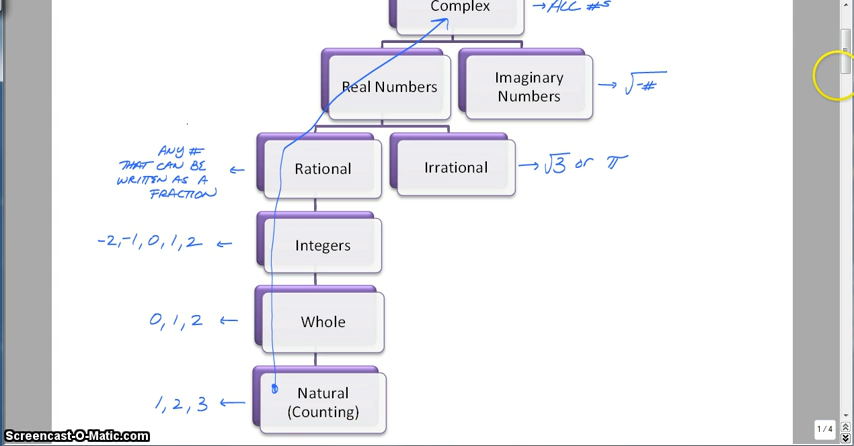 Complex → ALL #s
Real Numbers
Imaginary
Numbers → √-#
ANY #
THAT CAN BE
WRITTEN AS A
FRACTION ←
Rational
Irrational → √3 or π
-2,-1, 0, 1, 2 ← Integers
0, 1, 2 ← Whole
1, 2, 3 ← Natural
(Counting)
1/4
Screencast-O-Matic.com